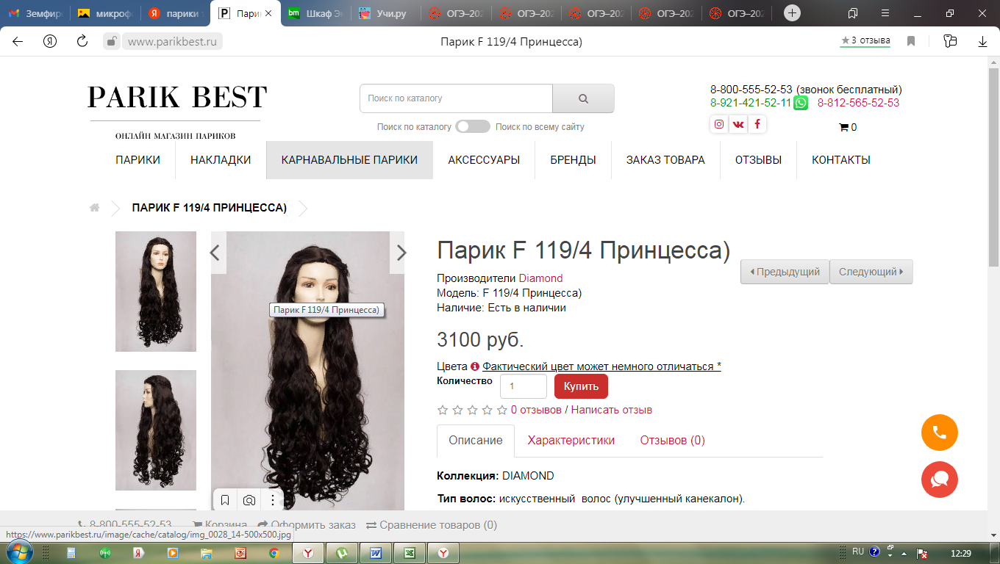 Земфир
микроф
парики
Пари
Шкаф Эк
Учи.ру
ОГЭ–202
ОГЭ–202
ОГЭ–202
ОГЭ–202
ОГЭ–202
www.parikbest.ru
Парик F 119/4 Принцесса)
3 отзыва
PARIK BEST
ОНЛАЙН МАГАЗИН ПАРИКОВ
Поиск по каталогу
Поиск по каталогу Поиск по всему сайту
8-800-555-52-53 (звонок бесплатный)
8-921-421-52-11 8-812-565-52-53
0
ПАРИКИ НАКЛАДКИ КАРНАВАЛЬНЫЕ ПАРИКИ АКСЕССУАРЫ БРЕНДЫ ЗАКАЗ ТОВАРА ОТЗЫВЫ КОНТАКТЫ
ПАРИК F 119/4 ПРИНЦЕССА)
Парик F 119/4 Принцесса)
Предыдущий Следующий
Производители Diamond
Модель: F 119/4 Принцесса)
Наличие: Есть в наличии
Парик F 119/4 Принцесса)
3100 руб.
Цвета Фактический цвет может немного отличаться *
Количество 1 Купить
0 отзывов / Написать отзыв
Описание Характеристики Отзывов (0)
Коллекция: DIAMOND
Тип волос: искусственный волос (улучшенный канекалон).
8-800-555-52-53 Корзина Оформить заказ Сравнение товаров (0)
https://www.parikbest.ru/image/cache/catalog/img_0028_14-500x500.jpg
RU 12:29